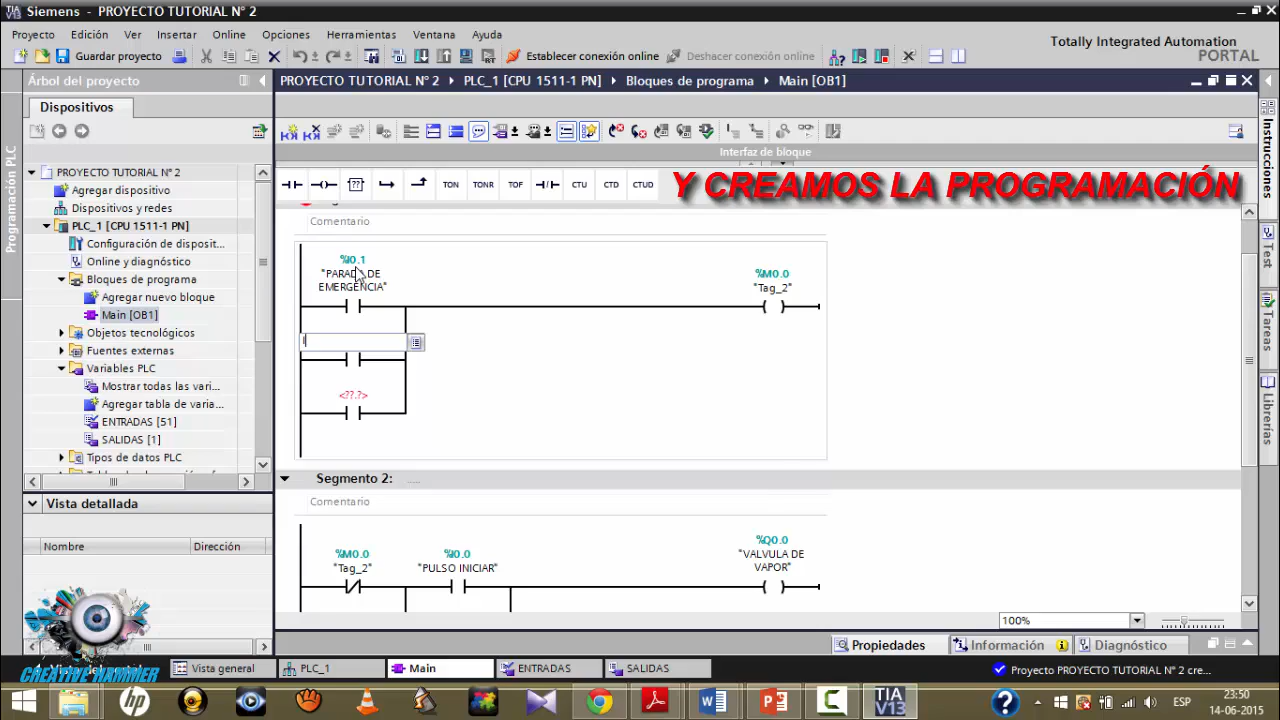 TIA V13 Siemens - PROYECTO TUTORIAL N° 2
Proyecto Edición Ver Insertar Online Opciones Herramientas Ventana Ayuda
Totally Integrated Automation
PORTAL
Guardar proyecto Establecer conexión online Deshacer conexión online
Árbol del proyecto
PROYECTO TUTORIAL N° 2 PLC_1 [CPU 1511-1 PN] Bloques de programa Main [OB1]
Dispositivos
Programación PLC
Interfaz de bloque
TON TONR TOF CTU CTD CTUD
Y CREAMOS LA PROGRAMACIÓN
PROYECTO TUTORIAL N° 2
Agregar dispositivo
Dispositivos y redes
PLC_1 [CPU 1511-1 PN]
Configuración de disposit...
Online y diagnóstico
Bloques de programa
Agregar nuevo bloque
Main [OB1]
Objetos tecnológicos
Fuentes externas
Variables PLC
Mostrar todas las vari...
Agregar tabla de varia...
ENTRADAS [51]
SALIDAS [1]
Tipos de datos PLC
Vista detallada
Nombre Dirección
CREATIVE HAMMER
Comentario
%I0.1
"PARADA DE
EMERGENCIA"
%M0.0
"Tag_2"
<??.?>
Segmento 2: .....
Comentario
%M0.0
"Tag_2"
%I0.0
"PULSO INICIAR"
%Q0.0
"VALVULA DE
VAPOR"
100%
Propiedades Información Diagnóstico
Instrucciones
Test
Tareas
Librerías
Vista general PLC_1 Main ENTRADAS SALIDAS
Proyecto PROYECTO TUTORIAL N° 2 cre...
TIA V13
ESP
23:50
14-06-2015